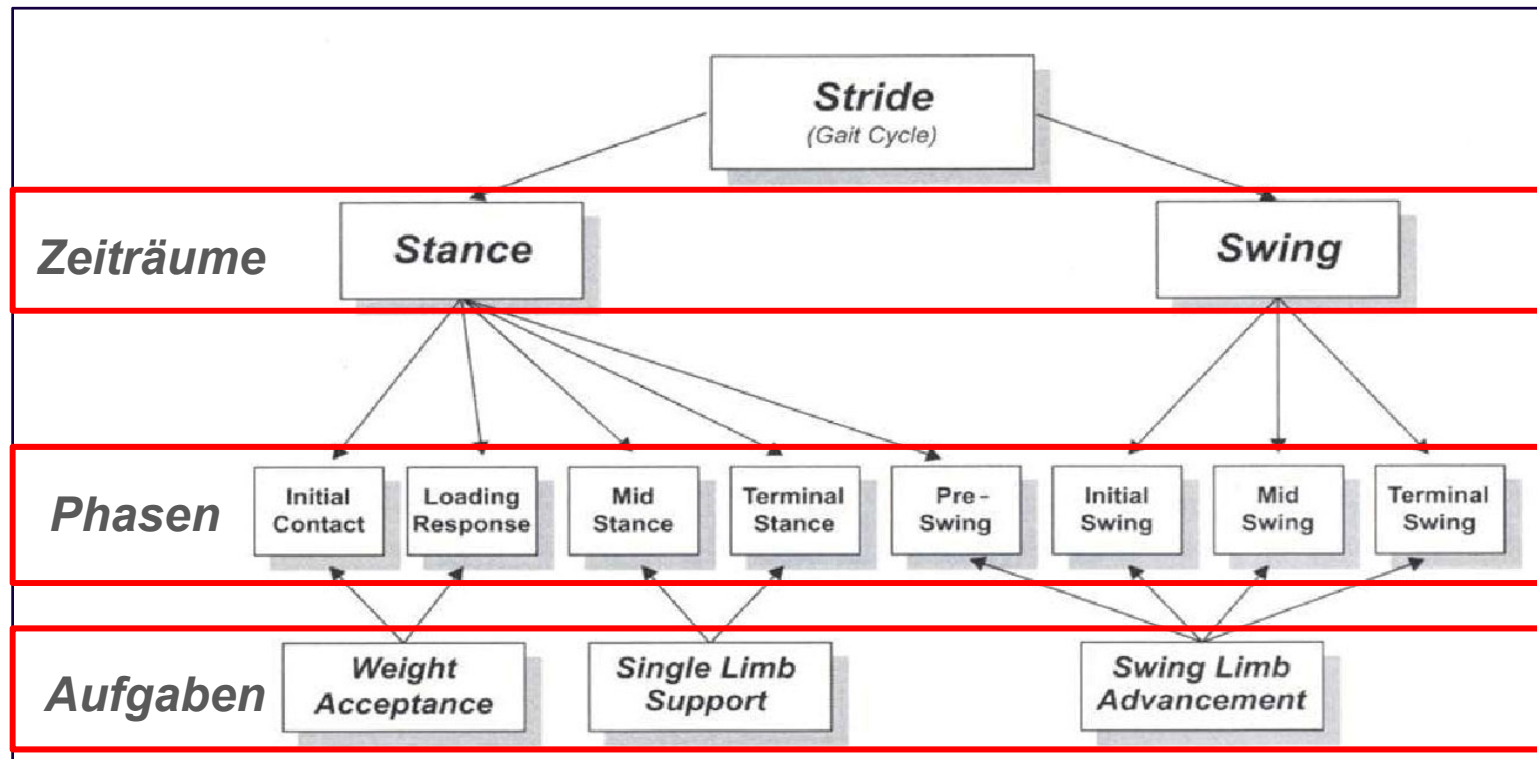 Stride
(Gait Cycle)
Zeiträume
Stance
Swing
Phasen
Initial
Contact
Loading
Response
Mid
Stance
Terminal
Stance
Pre-
Swing
Initial
Swing
Mid
Swing
Terminal
Swing
Aufgaben
Weight
Acceptance
Single Limb
Support
Swing Limb
Advancement